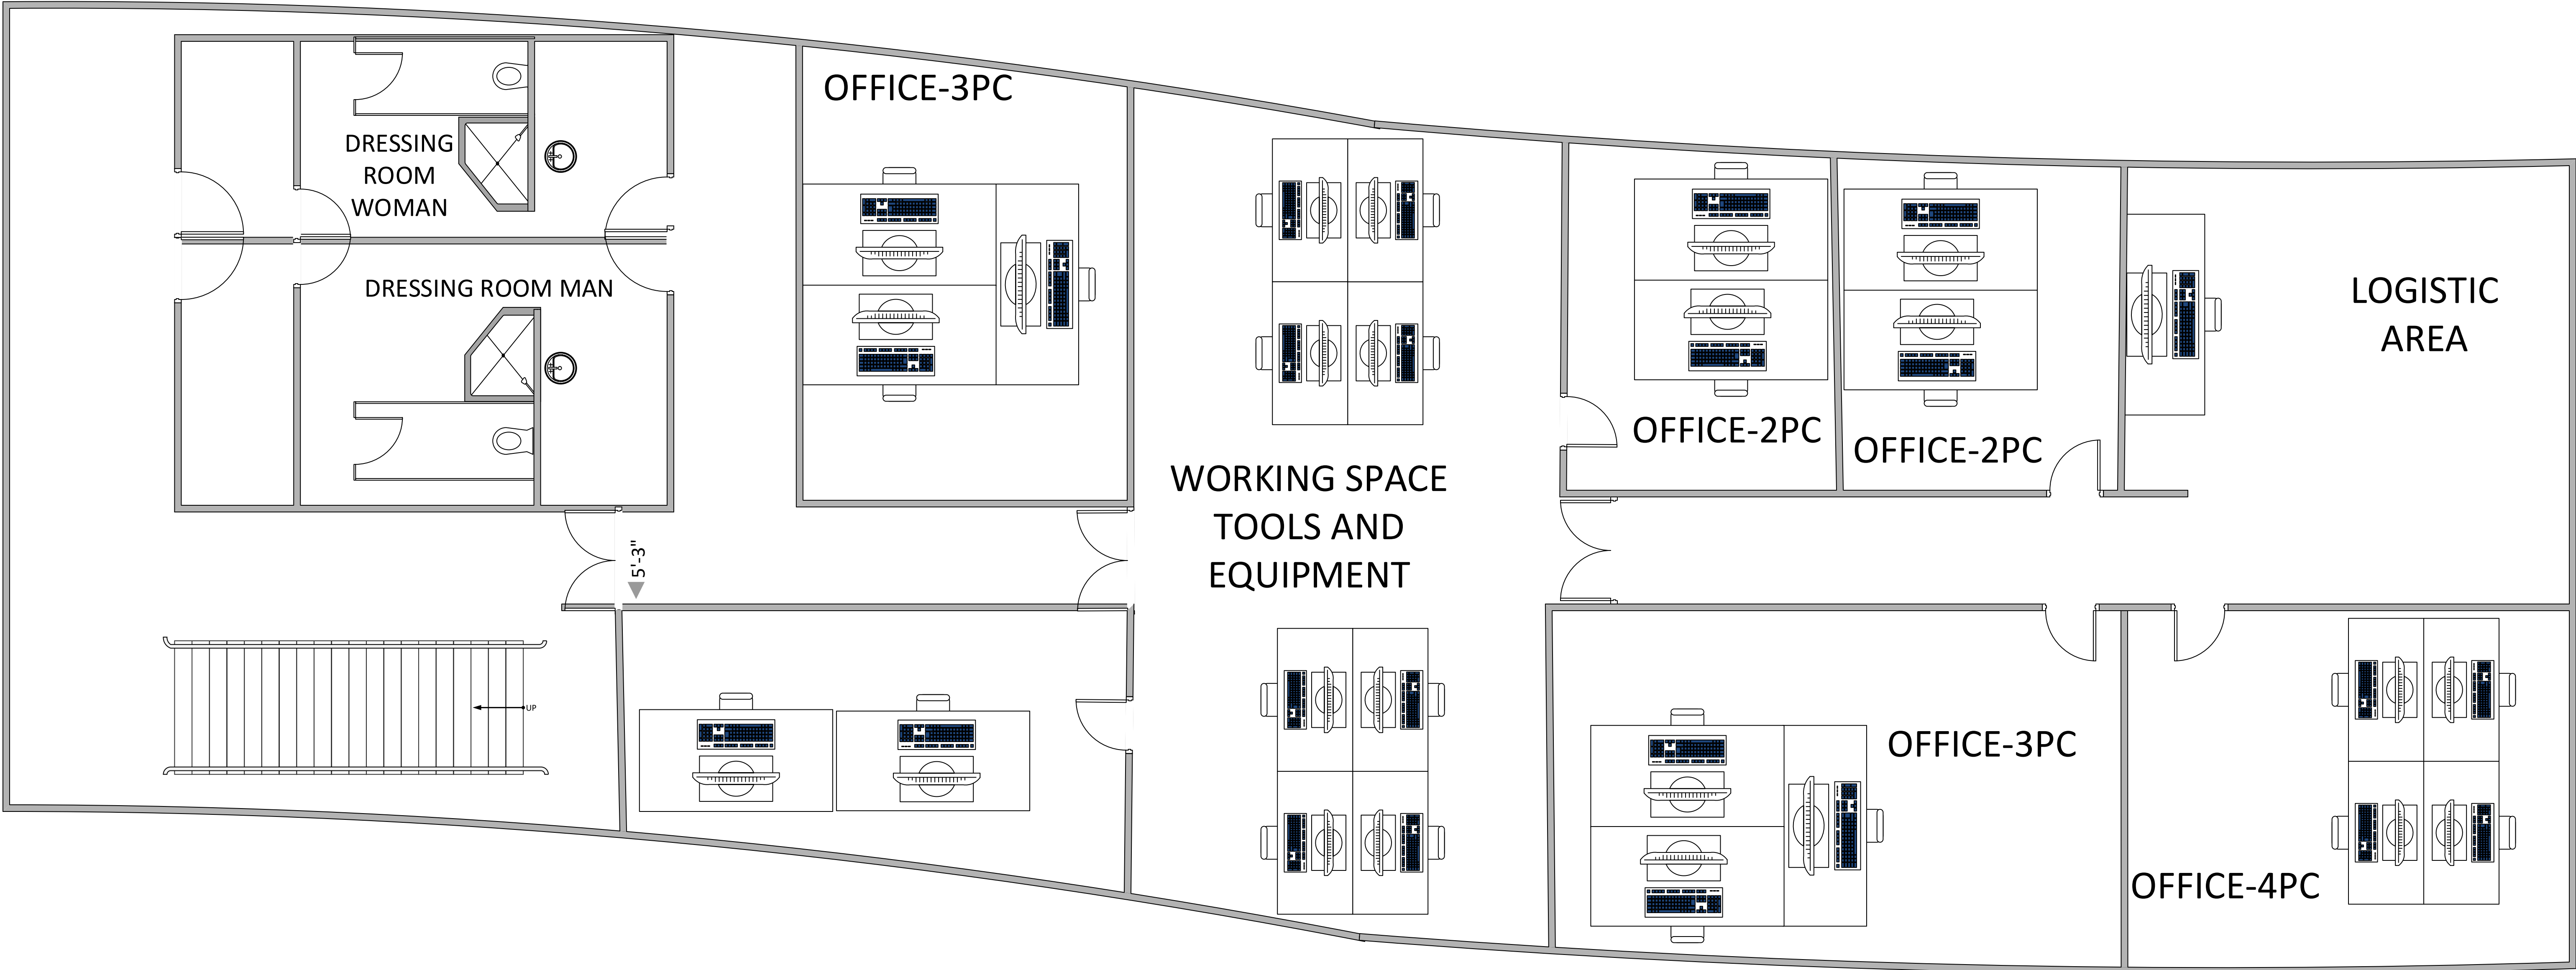 OFFICE-3PC
DRESSING
ROOM
WOMAN
DRESSING ROOM MAN
5'-3"
UP
WORKING SPACE
TOOLS AND
EQUIPMENT
OFFICE-2PC
OFFICE-2PC
LOGISTIC
AREA
OFFICE-3PC
OFFICE-4PC